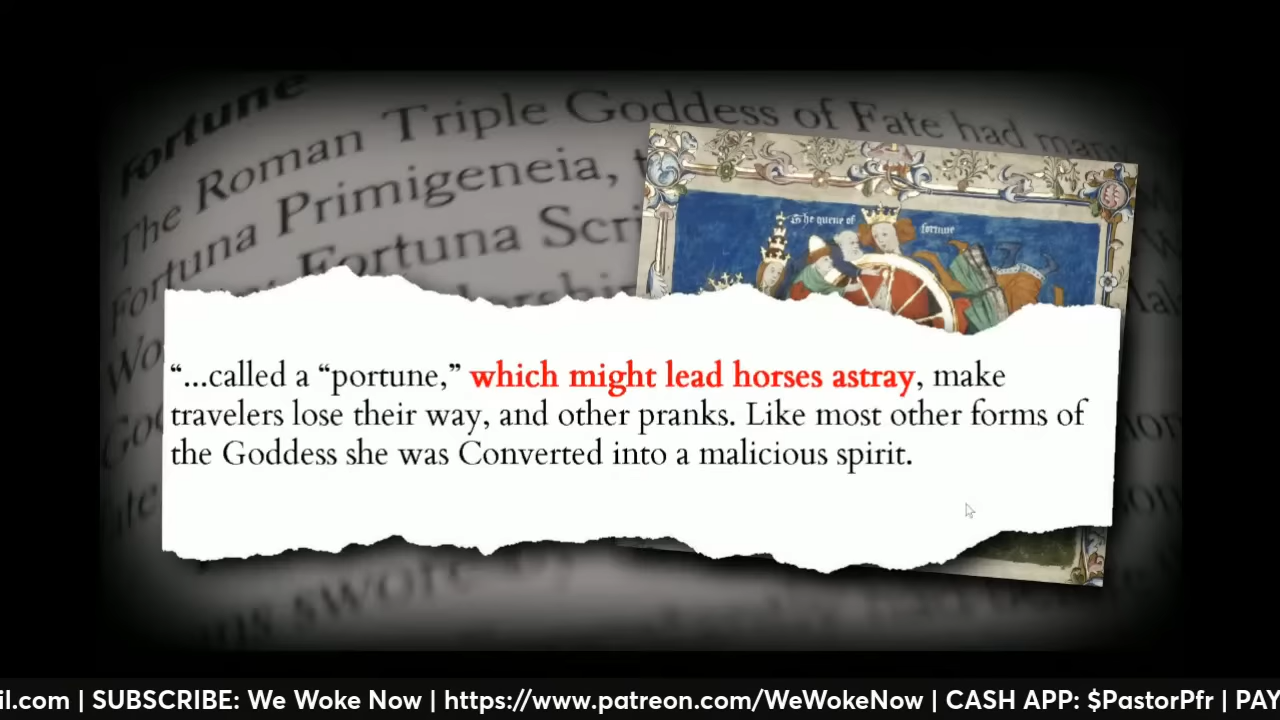 Fortune
The Roman Triple Goddess of Fate had many
Fortuna Primigeneia,
Fortuna Scri
The quene of fortune
“...called a “portune,” which might lead horses astray, make
travelers lose their way, and other pranks. Like most other forms of
the Goddess she was Converted into a malicious spirit.
il.com | SUBSCRIBE: We Woke Now | https://www.patreon.com/WeWokeNow | CASH APP: $PastorPfr | PAY